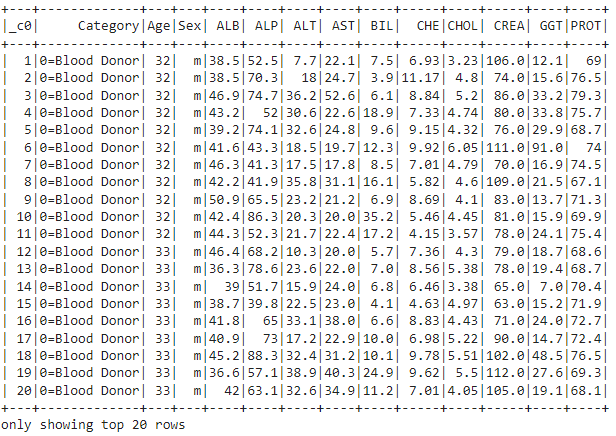 +---+-------------+---+---+----+----+----+----+----+-----+----+-----+----+----+
|_c0|     Category|Age|Sex| ALB| ALP| ALT| AST| BIL|  CHE|CHOL| CREA| GGT|PROT|
+---+-------------+---+---+----+----+----+----+----+-----+----+-----+----+----+
|  1|0=Blood Donor| 32|  m|38.5|52.5| 7.7|22.1| 7.5| 6.93|3.23|106.0|12.1|  69|
|  2|0=Blood Donor| 32|  m|38.5|70.3|  18|24.7| 3.9|11.17| 4.8| 74.0|15.6|76.5|
|  3|0=Blood Donor| 32|  m|46.9|74.7|36.2|52.6| 6.1| 8.84| 5.2| 86.0|33.2|79.3|
|  4|0=Blood Donor| 32|  m|43.2|  52|30.6|22.6|18.9| 7.33|4.74| 80.0|33.8|75.7|
|  5|0=Blood Donor| 32|  m|39.2|74.1|32.6|24.8| 9.6| 9.15|4.32| 76.0|29.9|68.7|
|  6|0=Blood Donor| 32|  m|41.6|43.3|18.5|19.7|12.3| 9.92|6.05|111.0|91.0|  74|
|  7|0=Blood Donor| 32|  m|46.3|41.3|17.5|17.8| 8.5| 7.01|4.79| 70.0|16.9|74.5|
|  8|0=Blood Donor| 32|  m|42.2|41.9|35.8|31.1|16.1| 5.82| 4.6|109.0|21.5|67.1|
|  9|0=Blood Donor| 32|  m|50.9|65.5|23.2|21.2| 6.9| 8.69| 4.1| 83.0|13.7|71.3|
| 10|0=Blood Donor| 32|  m|42.4|86.3|20.3|20.0|35.2| 5.46|4.45| 81.0|15.9|69.9|
| 11|0=Blood Donor| 32|  m|44.3|52.3|21.7|22.4|17.2| 4.15|3.57| 78.0|24.1|75.4|
| 12|0=Blood Donor| 33|  m|46.4|68.2|10.3|20.0| 5.7| 7.36| 4.3| 79.0|18.7|68.6|
| 13|0=Blood Donor| 33|  m|36.3|78.6|23.6|22.0| 7.0| 8.56|5.38| 78.0|19.4|68.7|
| 14|0=Blood Donor| 33|  m|  39|51.7|15.9|24.0| 6.8| 6.46|3.38| 65.0| 7.0|70.4|
| 15|0=Blood Donor| 33|  m|38.7|39.8|22.5|23.0| 4.1| 4.63|4.97| 63.0|15.2|71.9|
| 16|0=Blood Donor| 33|  m|41.8|  65|33.1|38.0| 6.6| 8.83|4.43| 71.0|24.0|72.7|
| 17|0=Blood Donor| 33|  m|40.9|  73|17.2|22.9|10.0| 6.98|5.22| 90.0|14.7|72.4|
| 18|0=Blood Donor| 33|  m|45.2|88.3|32.4|31.2|10.1| 9.78|5.51|102.0|48.5|76.5|
| 19|0=Blood Donor| 33|  m|36.6|57.1|38.9|40.3|24.9| 9.62| 5.5|112.0|27.6|69.3|
| 20|0=Blood Donor| 33|  m|  42|63.1|32.6|34.9|11.2| 7.01|4.05|105.0|19.1|68.1|
+---+-------------+---+---+----+----+----+----+----+-----+----+-----+----+----+
only showing top 20 rows